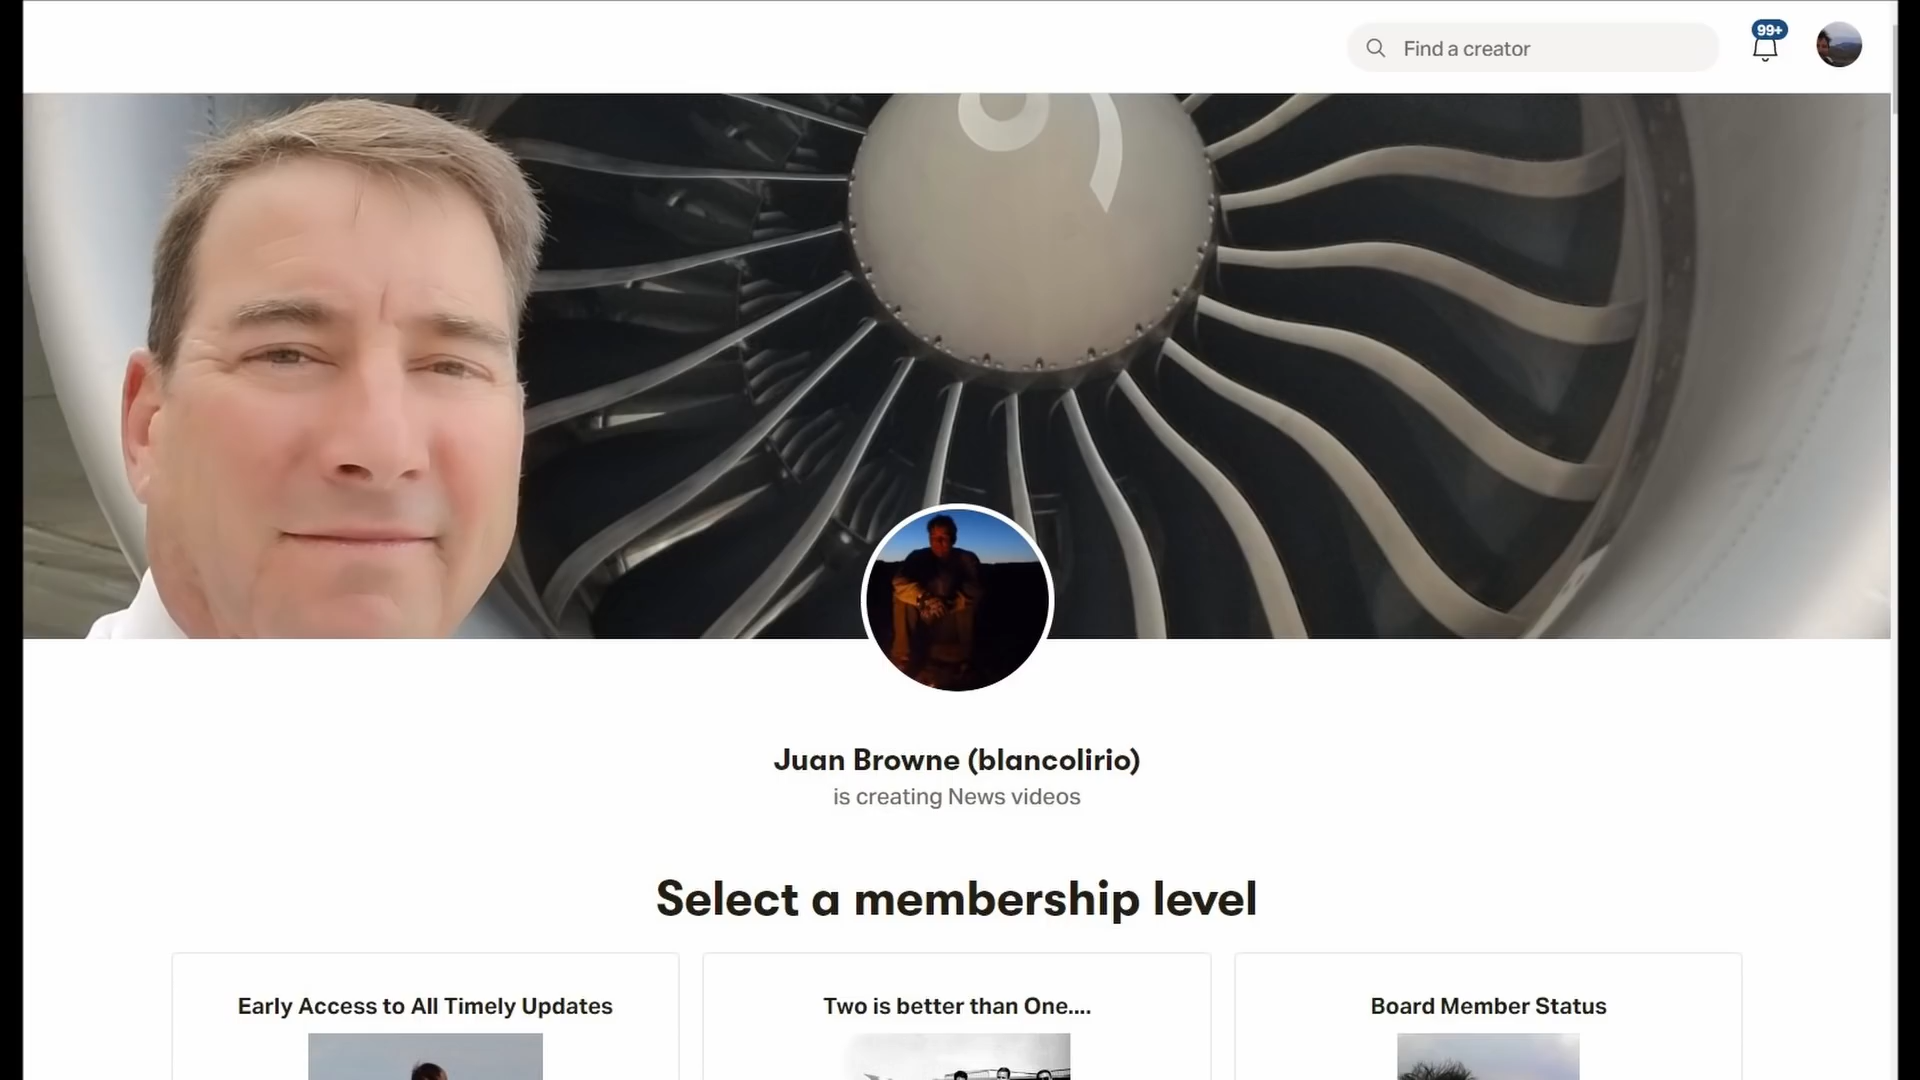 Find a creator
99+
Juan Browne (blancolirio)
is creating News videos
Select a membership level
Early Access to All Timely Updates
Two is better than One....
Board Member Status